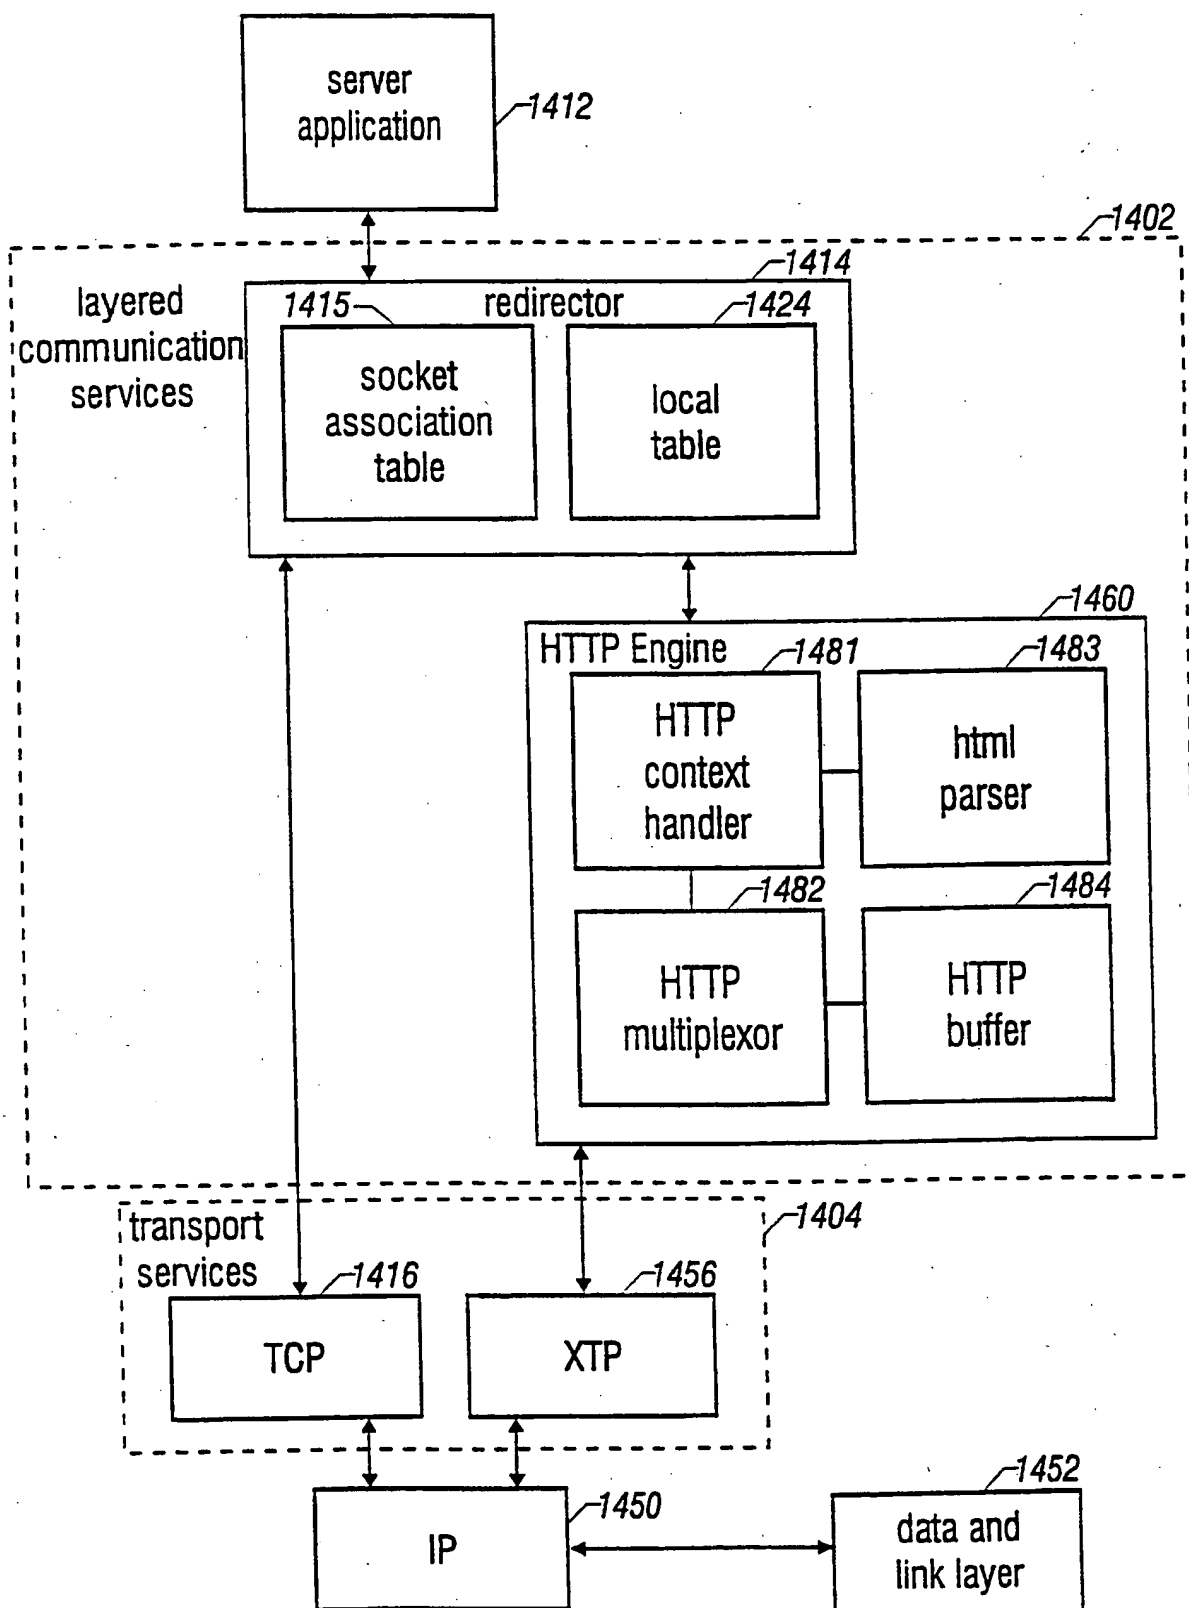 server
application
1412
1402
layered
communication
services
1414
1415
redirector
1424
socket
association
table
local
table
1460
HTTP Engine
1481
1483
HTTP
context
handler
html
parser
1482
1484
HTTP
multiplexor
HTTP
buffer
transport
services
1404
1416
1456
TCP
XTP
1450
1452
IP
data and
link layer